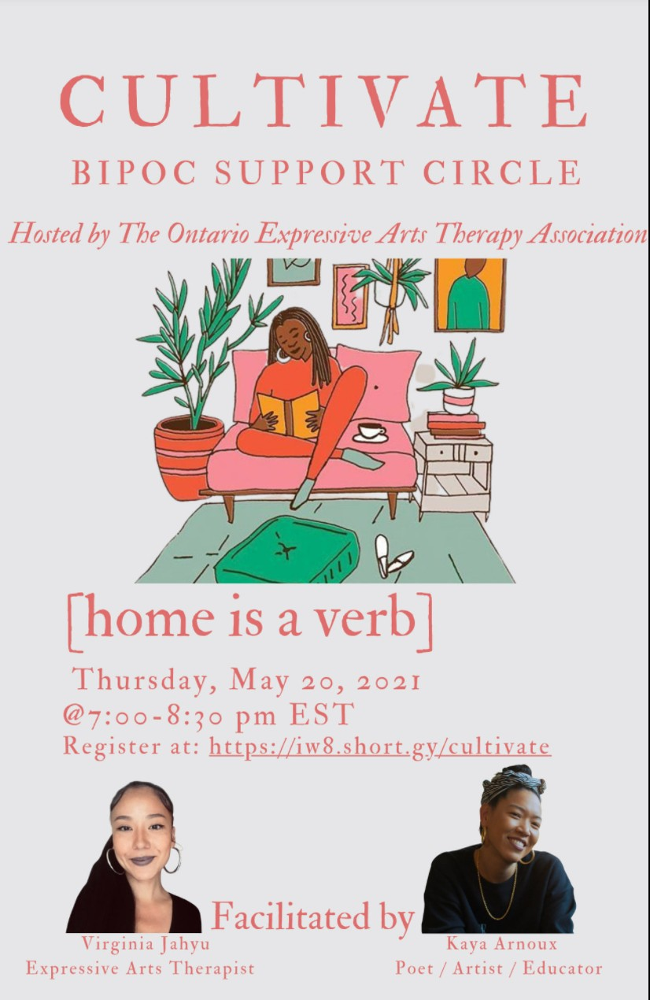 CULTIVATE
BIPOC SUPPORT CIRCLE
Hosted by The Ontario Expressive Arts Therapy Association
[home is a verb]
Thursday, May 20, 2021
@7:00-8:30 pm EST
Register at: https://iw8.short.gy/cultivate
Facilitated by
Virginia Jahyu
Expressive Arts Therapist
Kaya Arnoux
Poet / Artist / Educator